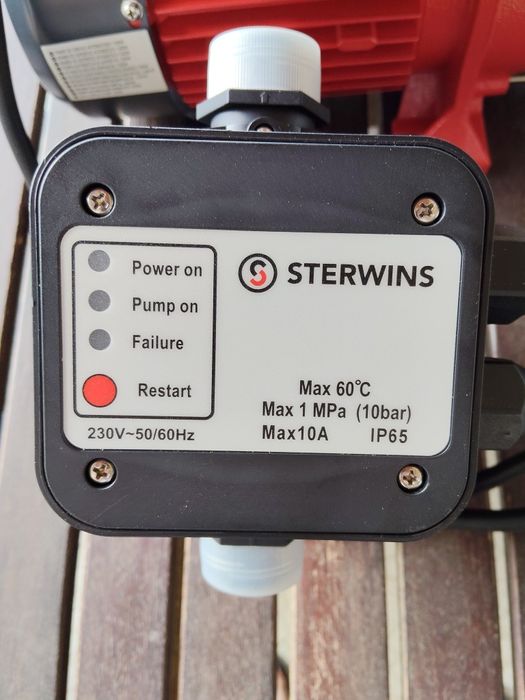 Power on
STERWINS
Pump on
Failure
Restart
Max 60°C
Max 1 MPa (10bar)
230V~50/60Hz
Max10A IP65